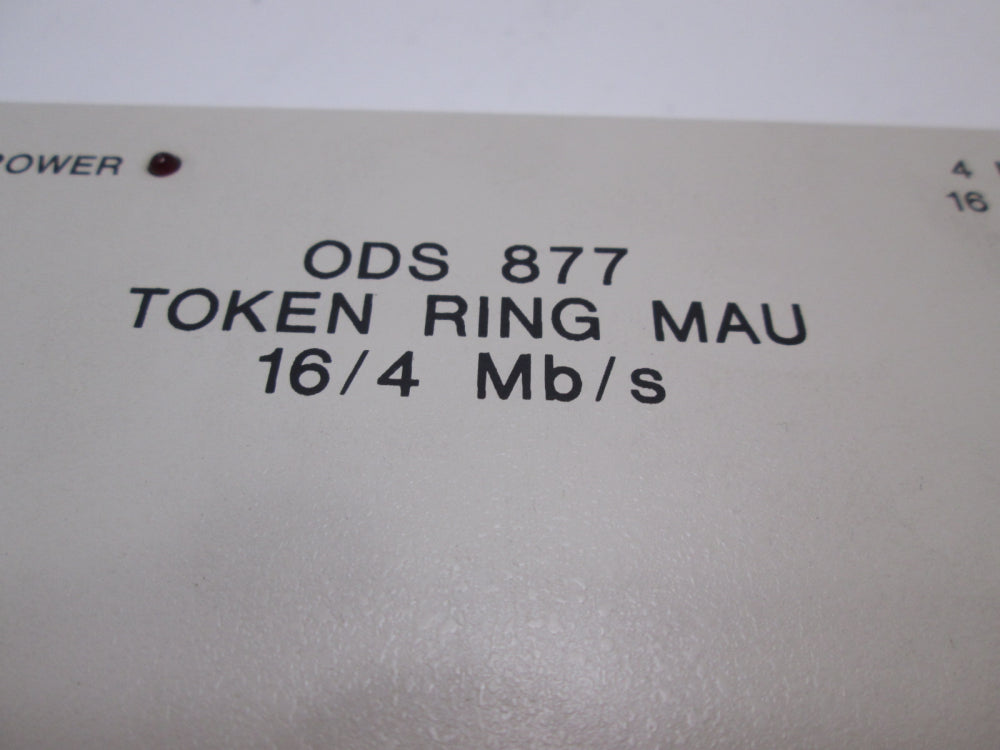 POWER
4
16
ODS 877
TOKEN RING MAU
16/4 Mb/s